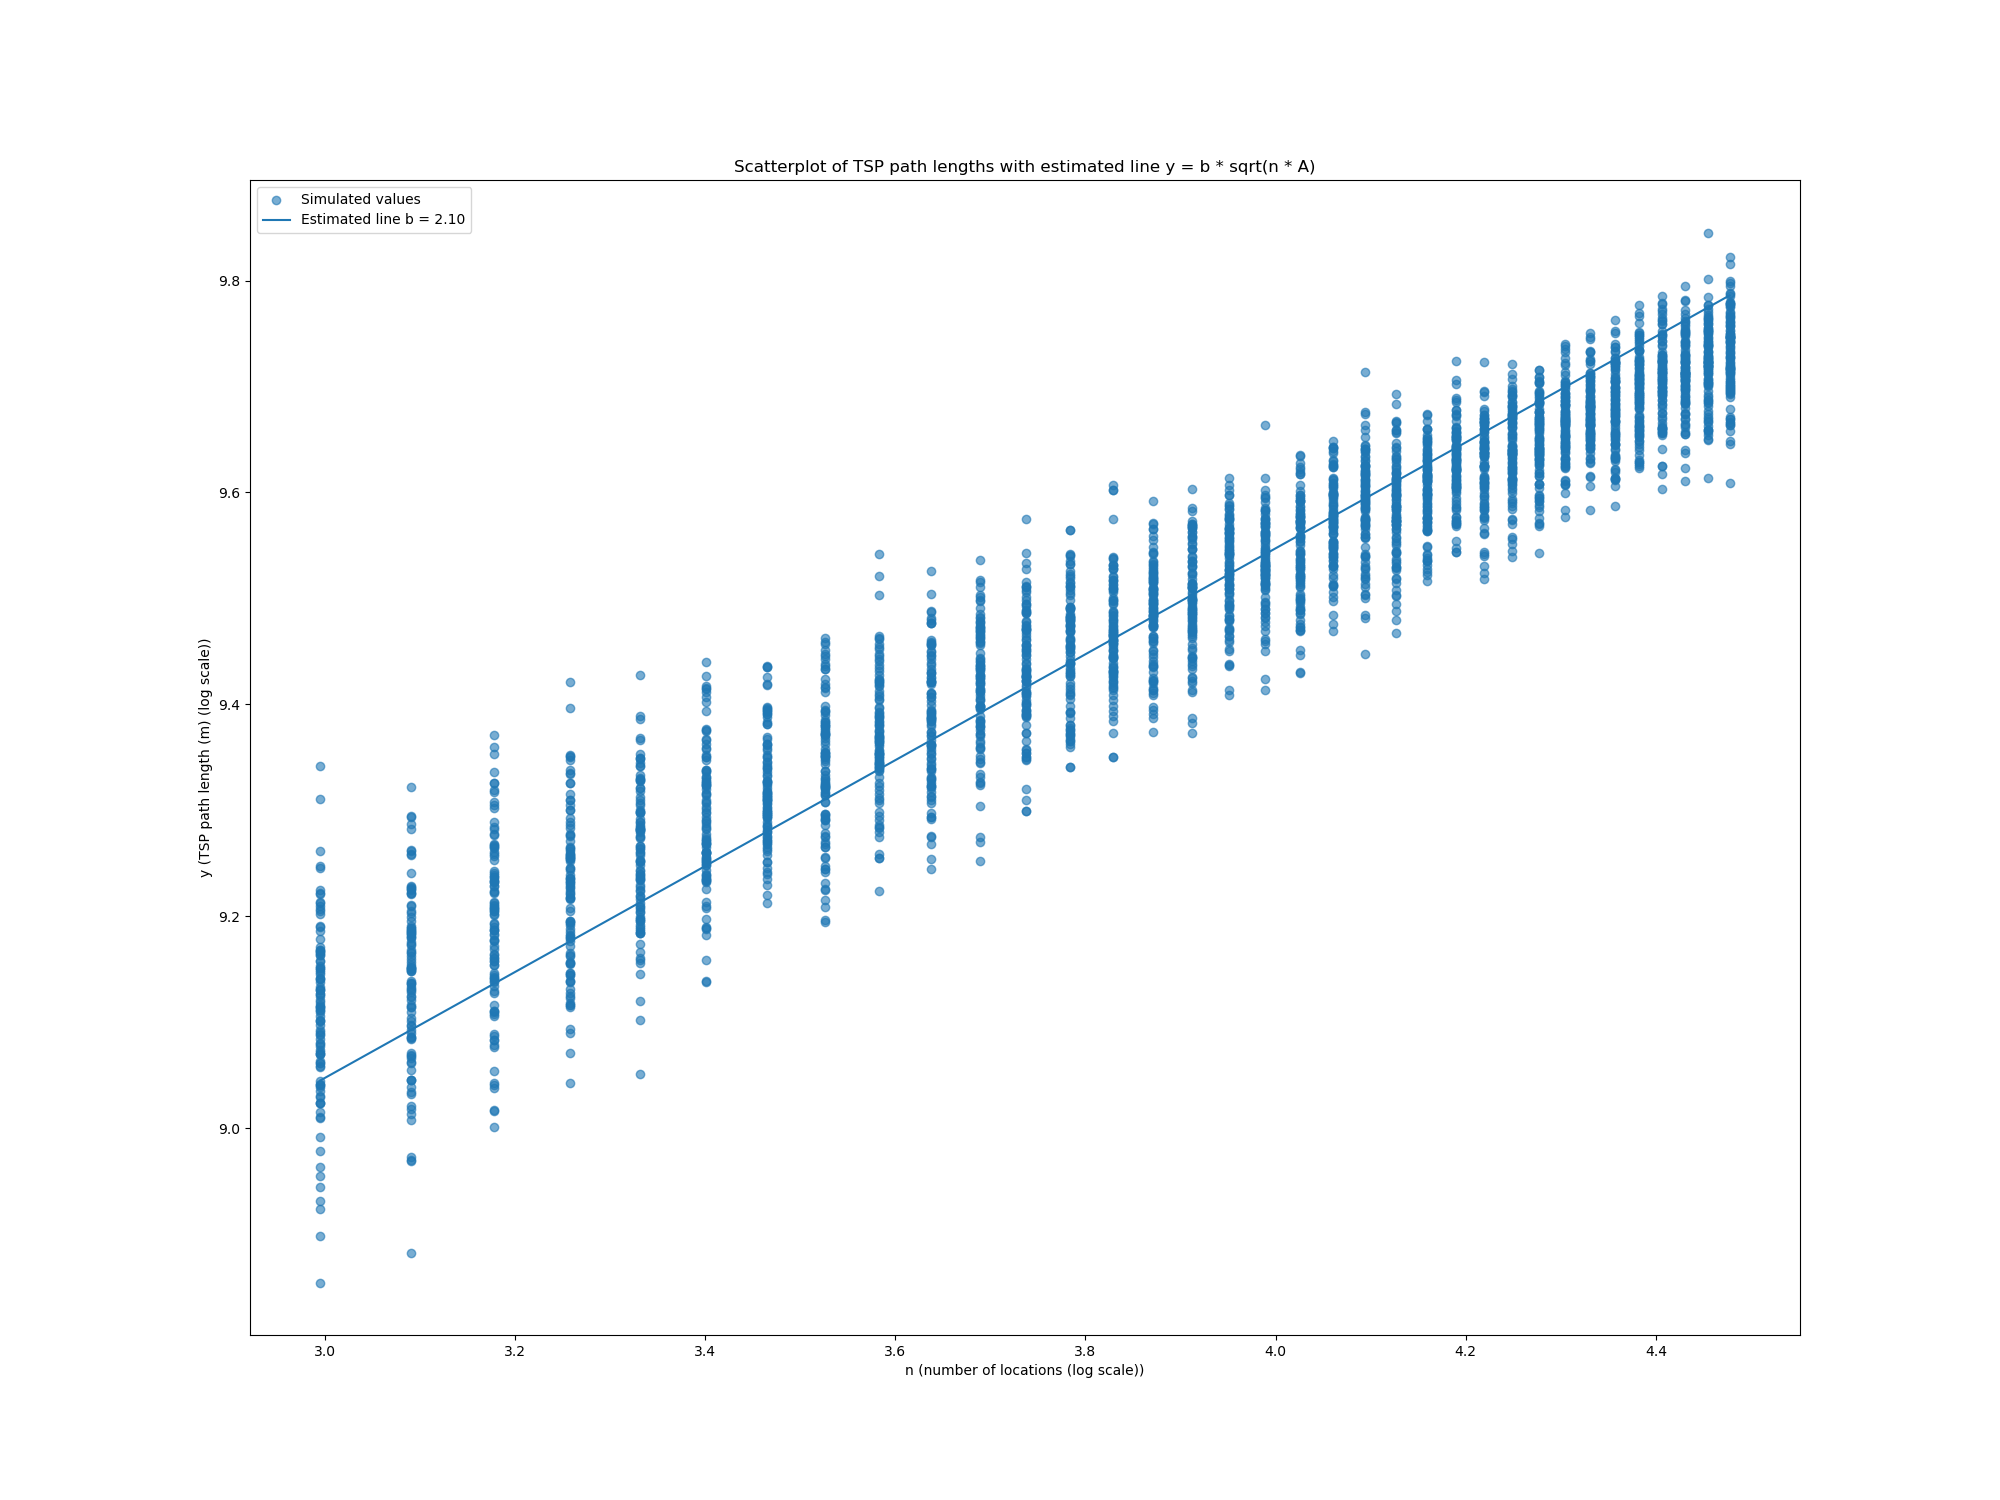 Scatterplot of TSP path lengths with estimated line y = b * sqrt(n * A)
Simulated values
Estimated line b = 2.10
9.8
9.6
9.4
9.2
9.0
y (TSP path length (m) (log scale))
3.0 3.2 3.4 3.6 3.8 4.0 4.2 4.4
n (number of locations (log scale))